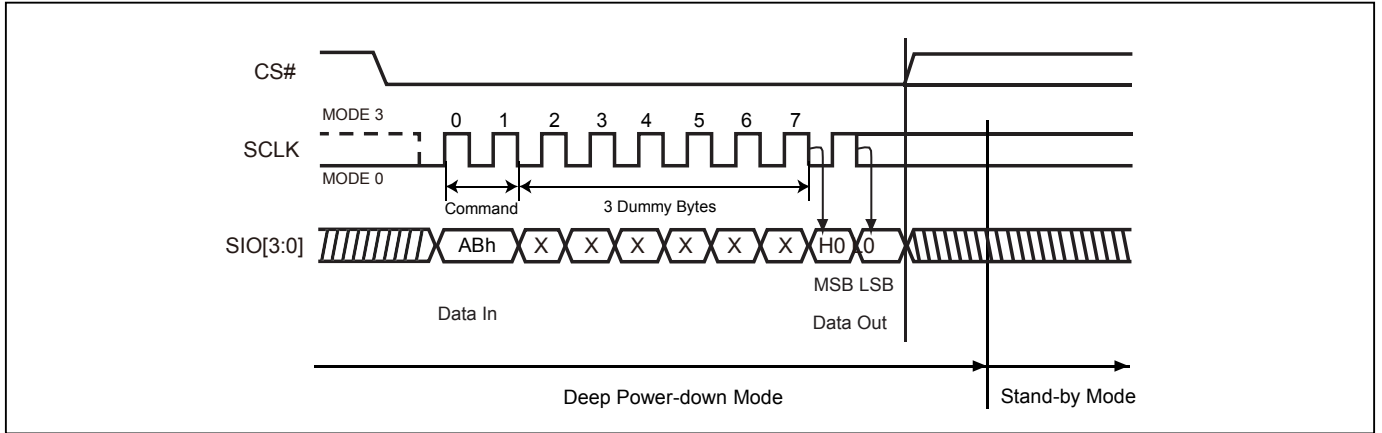 CS#
MODE 3
0 1 2 3 4 5 6 7
SCLK
MODE 0
Command
3 Dummy Bytes
SIO[3:0]
ABh X X X X X X H0 L0
MSB LSB
Data In
Data Out
Deep Power-down Mode
Stand-by Mode